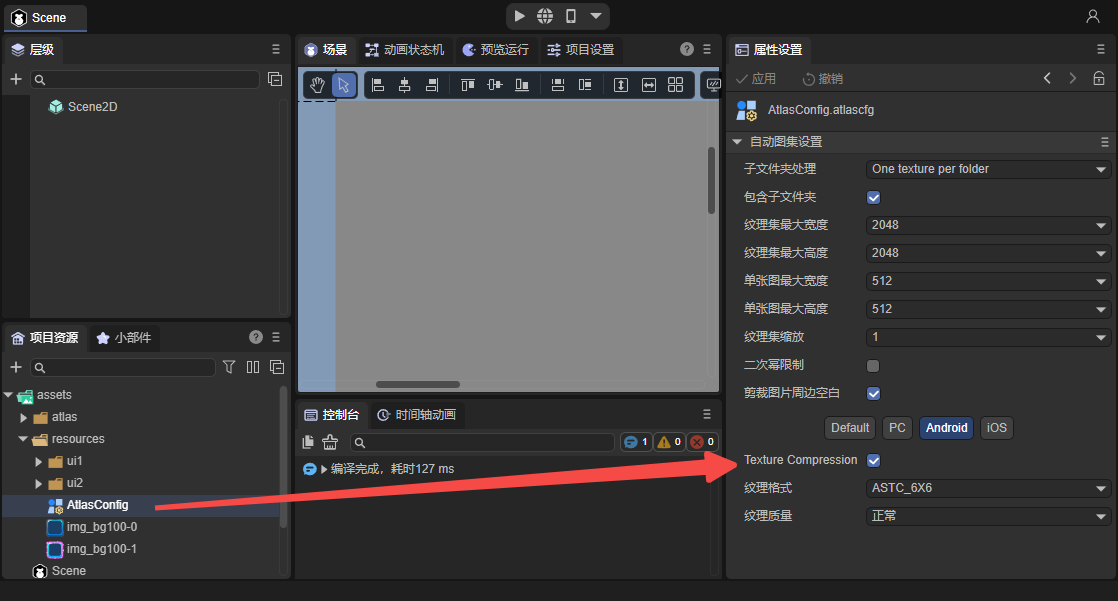 Scene
层级
Scene2D
场景
动画状态机
预览运行
项目设置
项目资源
小部件
assets
atlas
resources
ui1
ui2
AtlasConfig
img_bg100-0
img_bg100-1
Scene
控制台
时间轴动画
1
0
0
编译完成，耗时127 ms
属性设置
应用
撤销
AtlasConfig.atlascfg
自动图集设置
子文件夹处理 One texture per folder
包含子文件夹
纹理集最大宽度 2048
纹理集最大高度 2048
单张图最大宽度 512
单张图最大高度 512
纹理集缩放 1
二次幂限制
剪裁图片周边空白
Default PC Android iOS
Texture Compression
纹理格式 ASTC_6X6
纹理质量 正常